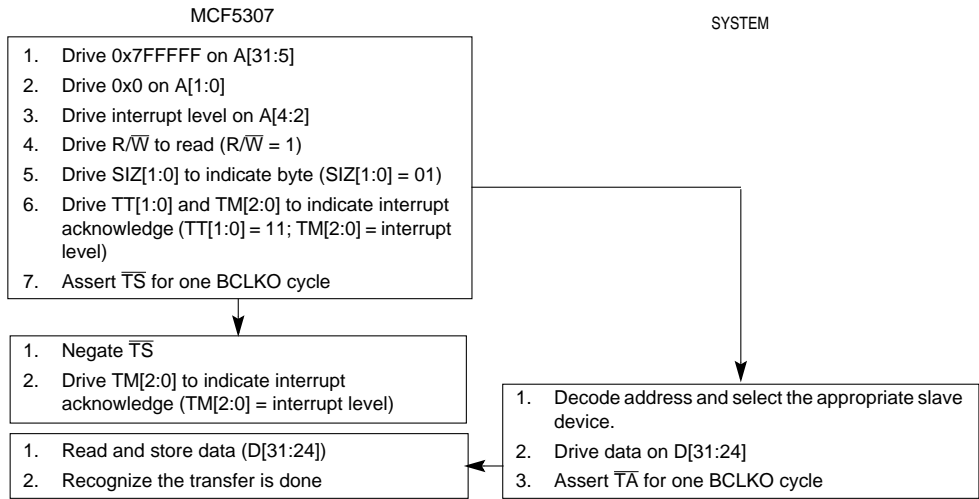 MCF5307
SYSTEM
1. Drive 0x7FFFFF on A[31:5]
2. Drive 0x0 on A[1:0]
3. Drive interrupt level on A[4:2]
4. Drive R/W̅ to read (R/W̅ = 1)
5. Drive SIZ[1:0] to indicate byte (SIZ[1:0] = 01)
6. Drive TT[1:0] and TM[2:0] to indicate interrupt
acknowledge (TT[1:0] = 11; TM[2:0] = interrupt
level)
7. Assert T̅S̅ for one BCLKO cycle
1. Negate T̅S̅
2. Drive TM[2:0] to indicate interrupt
acknowledge (TM[2:0] = interrupt level)
1. Decode address and select the appropriate slave
device.
2. Drive data on D[31:24]
3. Assert T̅A̅ for one BCLKO cycle
1. Read and store data (D[31:24])
2. Recognize the transfer is done